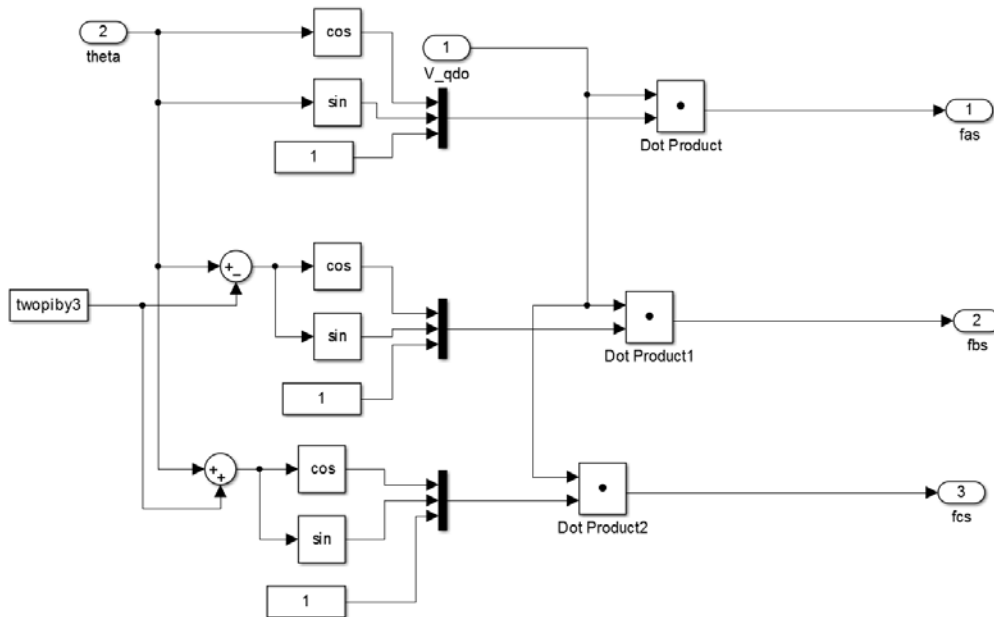 2
theta
cos
sin
1
1
V_qdo
Dot Product
1
fas
twopiby3
+
−
cos
sin
1
Dot Product1
2
fbs
+
+
cos
sin
1
Dot Product2
3
fcs